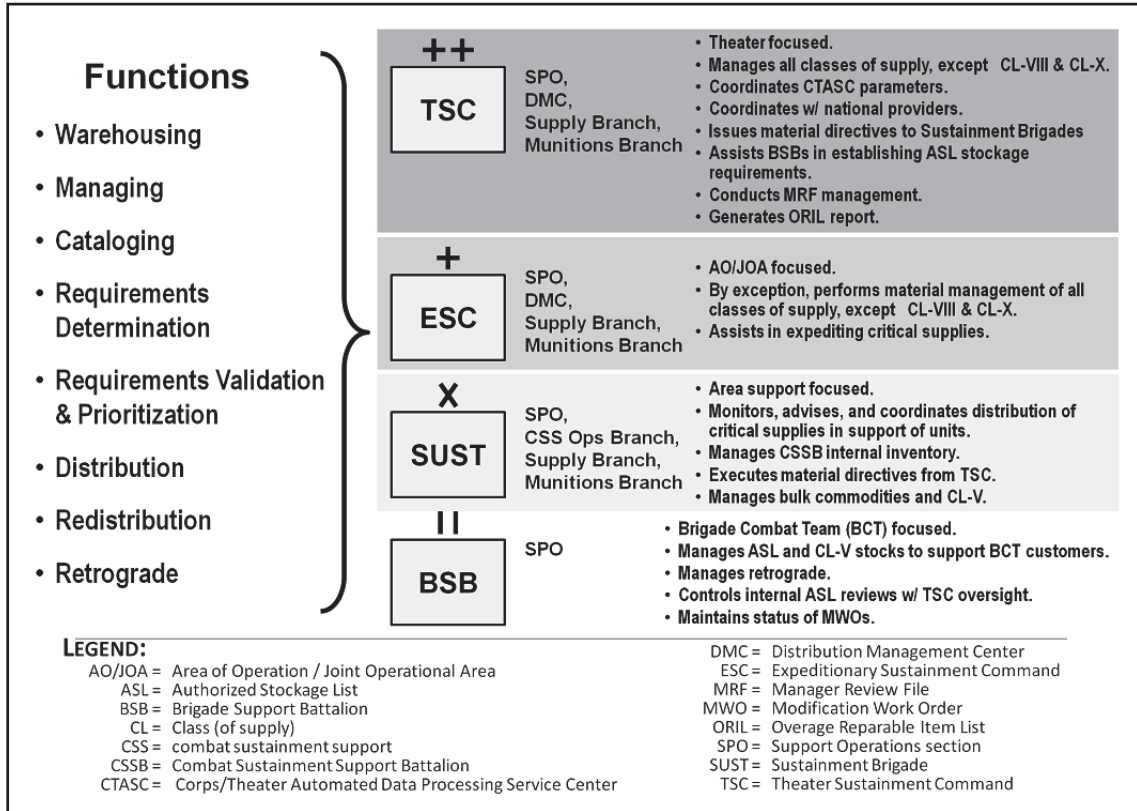 Functions
• Warehousing
• Managing
• Cataloging
• Requirements
Determination
• Requirements Validation
& Prioritization
• Distribution
• Redistribution
• Retrograde
++
TSC
SPO,
DMC,
Supply Branch,
Munitions Branch
• Theater focused.
• Manages all classes of supply, except CL-VIII & CL-X.
• Coordinates CTASC parameters.
• Coordinates w/ national providers.
• Issues material directives to Sustainment Brigades
• Assists BSBs in establishing ASL stockage
requirements.
• Conducts MRF management.
• Generates ORIL report.
+
ESC
SPO,
DMC,
Supply Branch,
Munitions Branch
• AO/JOA focused.
• By exception, performs material management of all
classes of supply, except CL-VIII & CL-X.
• Assists in expediting critical supplies.
X
SUST
SPO,
CSS Ops Branch,
Supply Branch,
Munitions Branch
• Area support focused.
• Monitors, advises, and coordinates distribution of
critical supplies in support of units.
• Manages CSSB internal inventory.
• Executes material directives from TSC.
• Manages bulk commodities and CL-V.
II
BSB
SPO
• Brigade Combat Team (BCT) focused.
• Manages ASL and CL-V stocks to support BCT customers.
• Manages retrograde.
• Controls internal ASL reviews w/ TSC oversight.
• Maintains status of MWOs.
LEGEND:
AO/JOA = Area of Operation / Joint Operational Area
ASL = Authorized Stockage List
BSB = Brigade Support Battalion
CL = Class (of supply)
CSS = combat sustainment support
CSSB = Combat Sustainment Support Battalion
CTASC = Corps/Theater Automated Data Processing Service Center
DMC = Distribution Management Center
ESC = Expeditionary Sustainment Command
MRF = Manager Review File
MWO = Modification Work Order
ORIL = Overage Reparable Item List
SPO = Support Operations section
SUST = Sustainment Brigade
TSC = Theater Sustainment Command